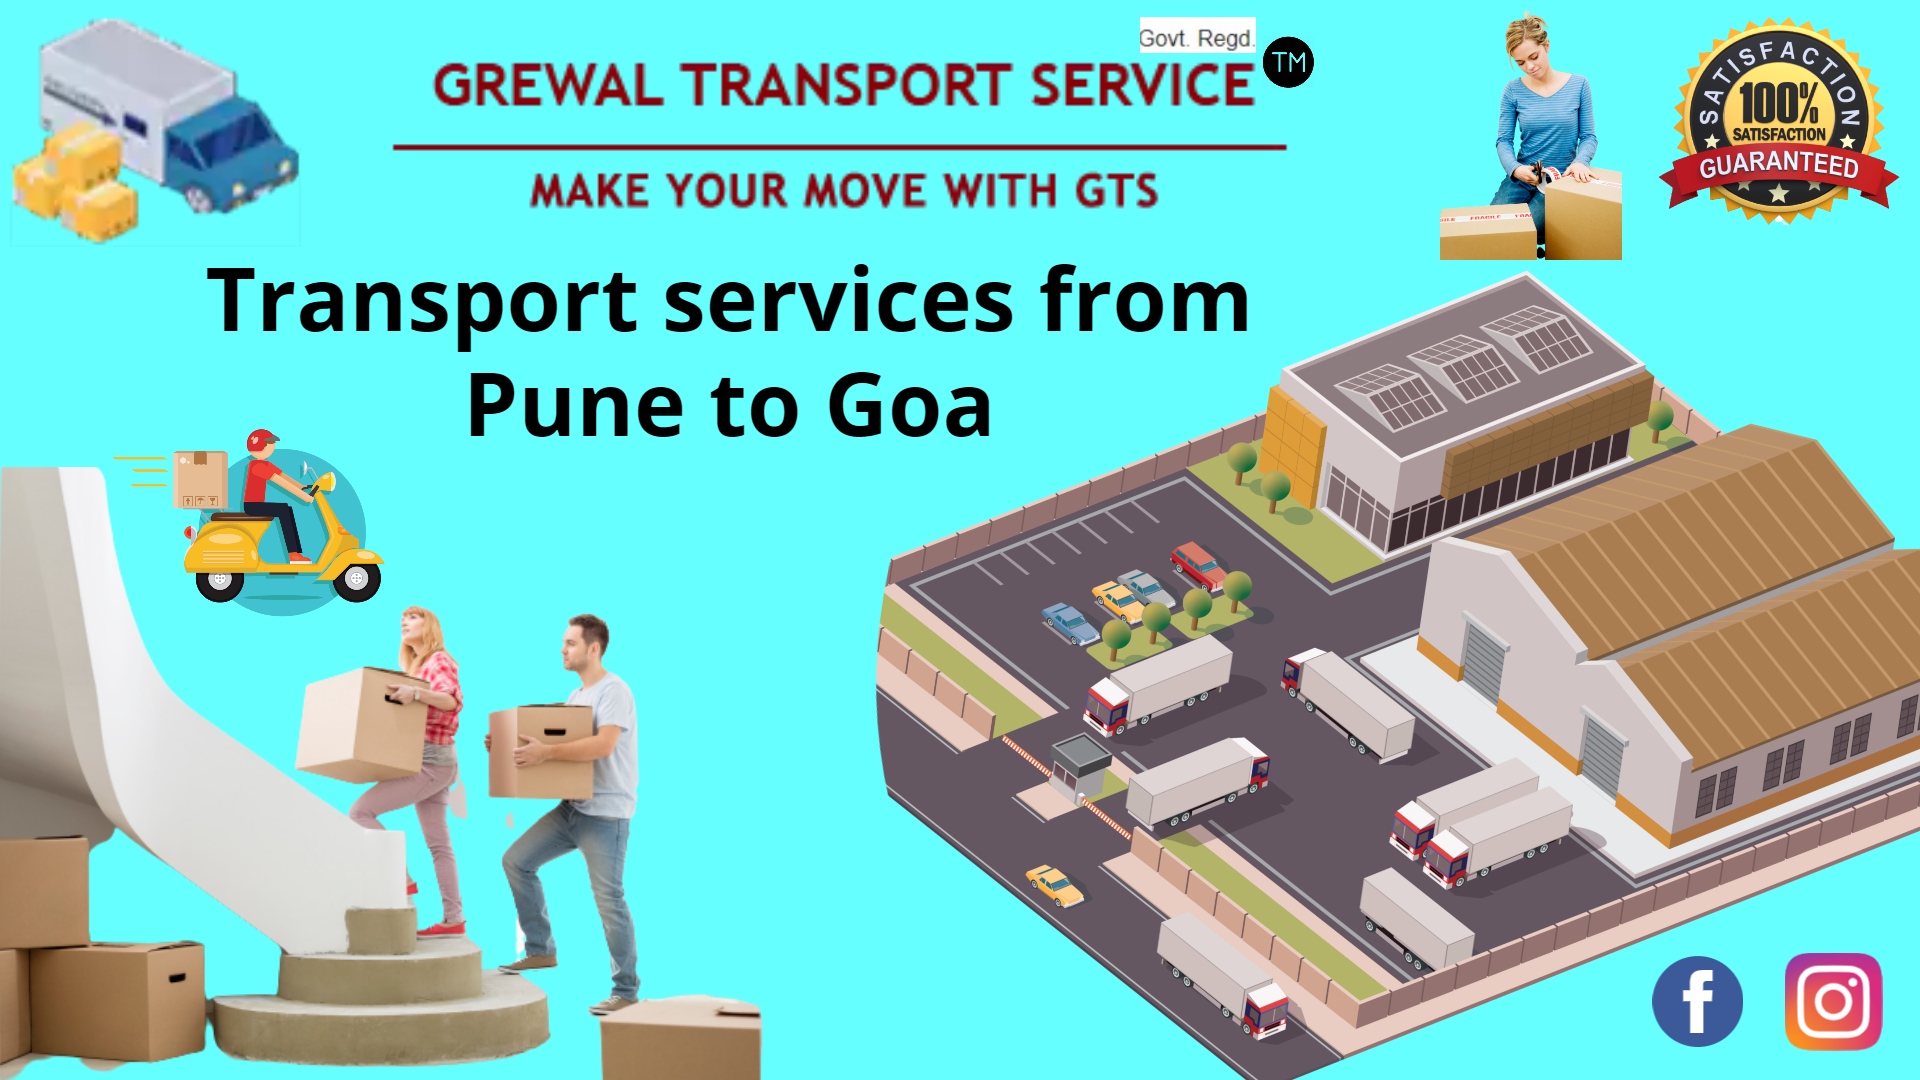 Govt. Regd.
GREWAL TRANSPORT SERVICE
TM
MAKE YOUR MOVE WITH GTS
SATISFACTION
100%
SATISFACTION
GUARANTEED
FRAGILE
Transport services from
Pune to Goa